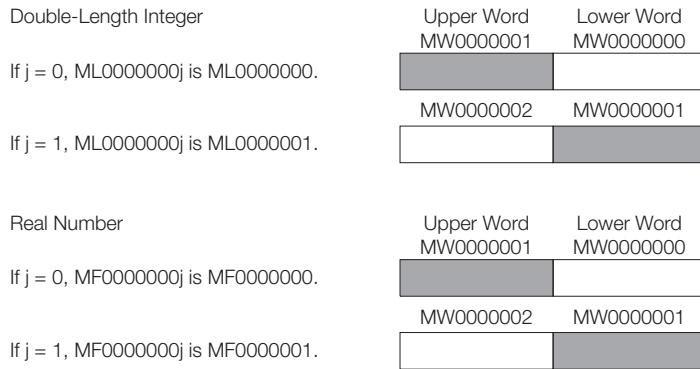 Double-Length Integer
Upper Word Lower Word
MW0000001 MW0000000
If j = 0, ML0000000j is ML0000000.
MW0000002 MW0000001
If j = 1, ML0000000j is ML0000001.
Real Number
Upper Word Lower Word
MW0000001 MW0000000
If j = 0, MF0000000j is MF0000000.
MW0000002 MW0000001
If j = 1, MF0000000j is MF0000001.